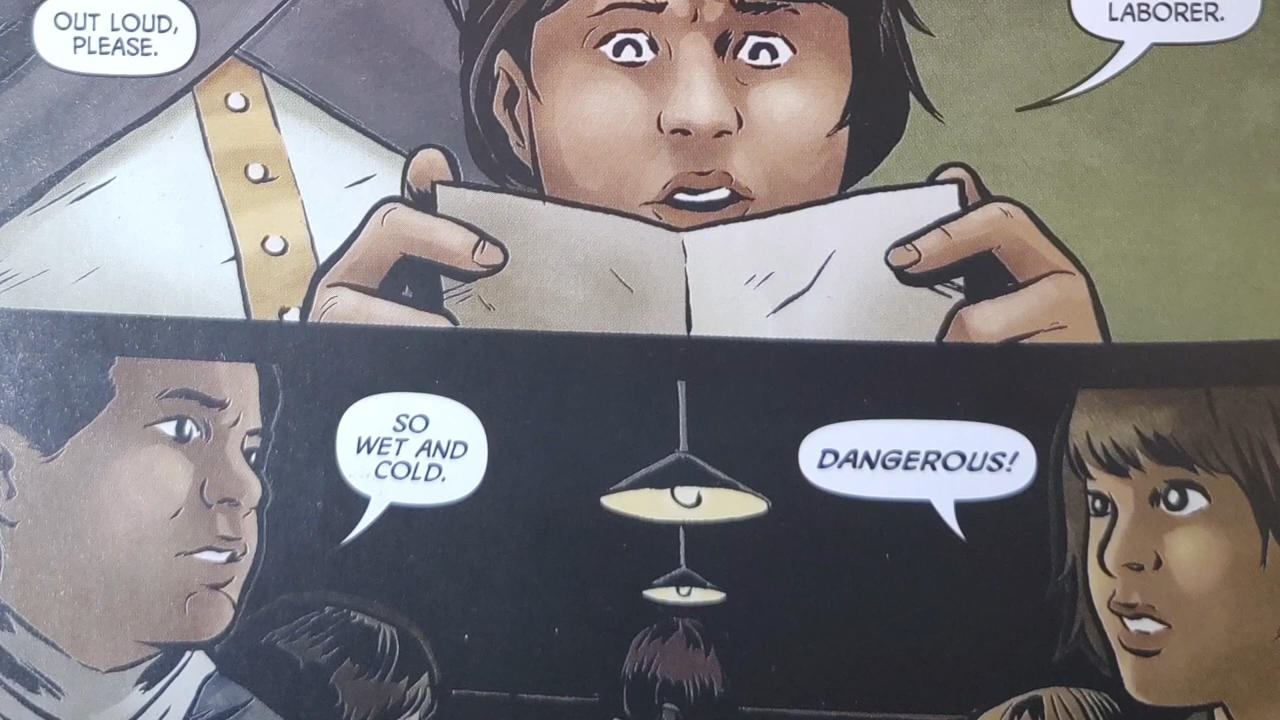 OUT LOUD,
PLEASE.
LABORER.
SO
WET AND
COLD.
DANGEROUS!